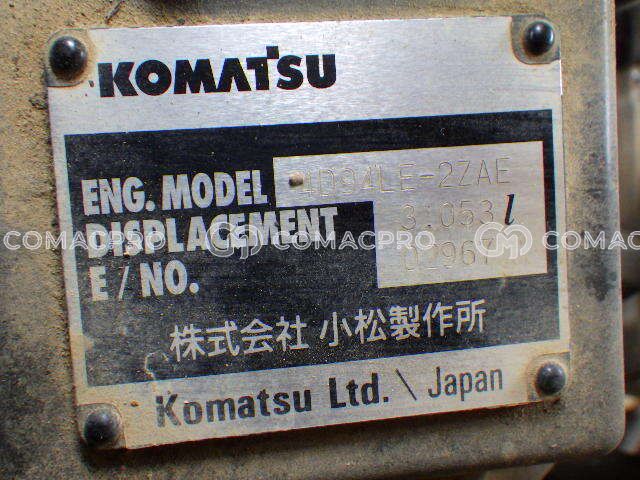 KOMATSU
ENG. MODEL 4D94LE-2ZAE
DISPLACEMENT 3.053 l
E / NO.
COMACPRO COMACPRO COMACPRO
株式会社 小松製作所
Komatsu Ltd. \ Japan